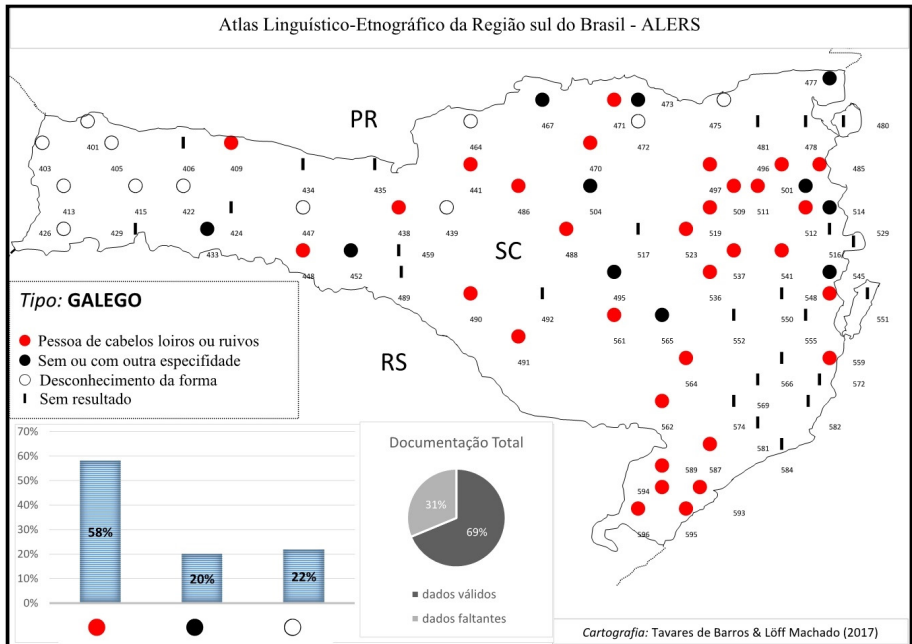 Atlas Linguístico-Etnográfico da Região sul do Brasil - ALERS
PR
SC
RS
477
467 471 473 475 480
401 464 472 481 478
403 405 406 409 434 435 441 470 496 485
413 415 422 486 504 497 501
426 429 424 447 438 439 509 511 514
433 459 488 517 523 519 512 529
448 452 537 541 516
489 495 536 545
490 492 548 551
561 565 552 550 555
491 564 566 559
572
562 569
574 582
581
589 587 584
594
593
596 595
Tipo: GALEGO
Pessoa de cabelos loiros ou ruivos
Sem ou com outra especifidade
Desconhecimento da forma
Sem resultado
70%
60%
50%
40%
30%
20%
10%
0%
58%
20%
22%
Documentação Total
31%
69%
dados válidos
dados faltantes
Cartografia: Tavares de Barros & Löff Machado (2017)